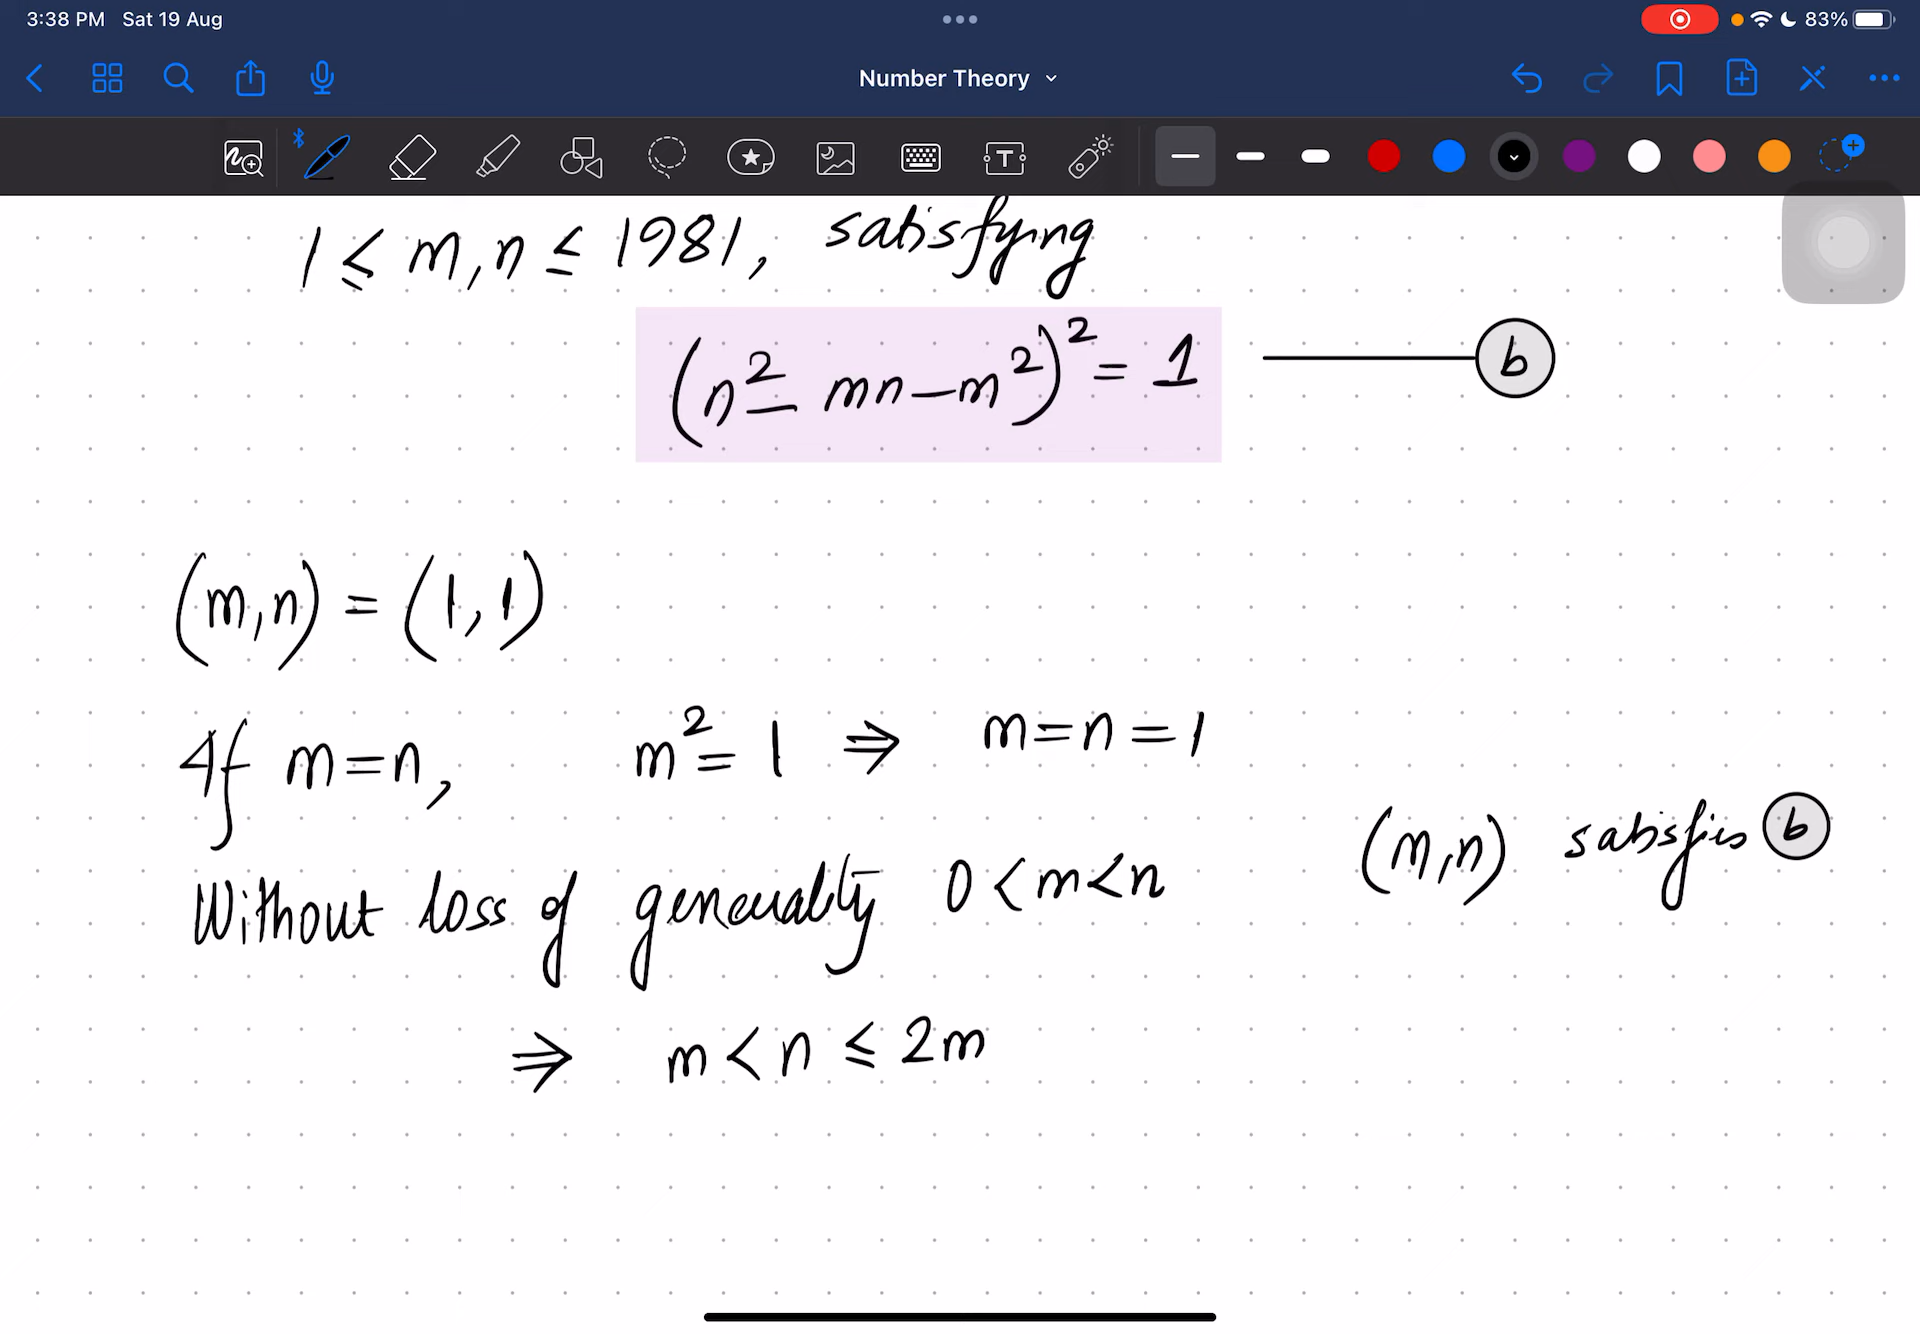 3:38 PM Sat 19 Aug
83%
Number Theory
T
1 ≤ m,n ≤ 1981, satisfying
(n² - mn - m²)² = 1 b
(m,n) = (1,1)
If m=n, m² = 1 ⇒ m=n=1
(m,n) satisfies b
Without loss of generality 0 < m < n
⇒ m < n ≤ 2m